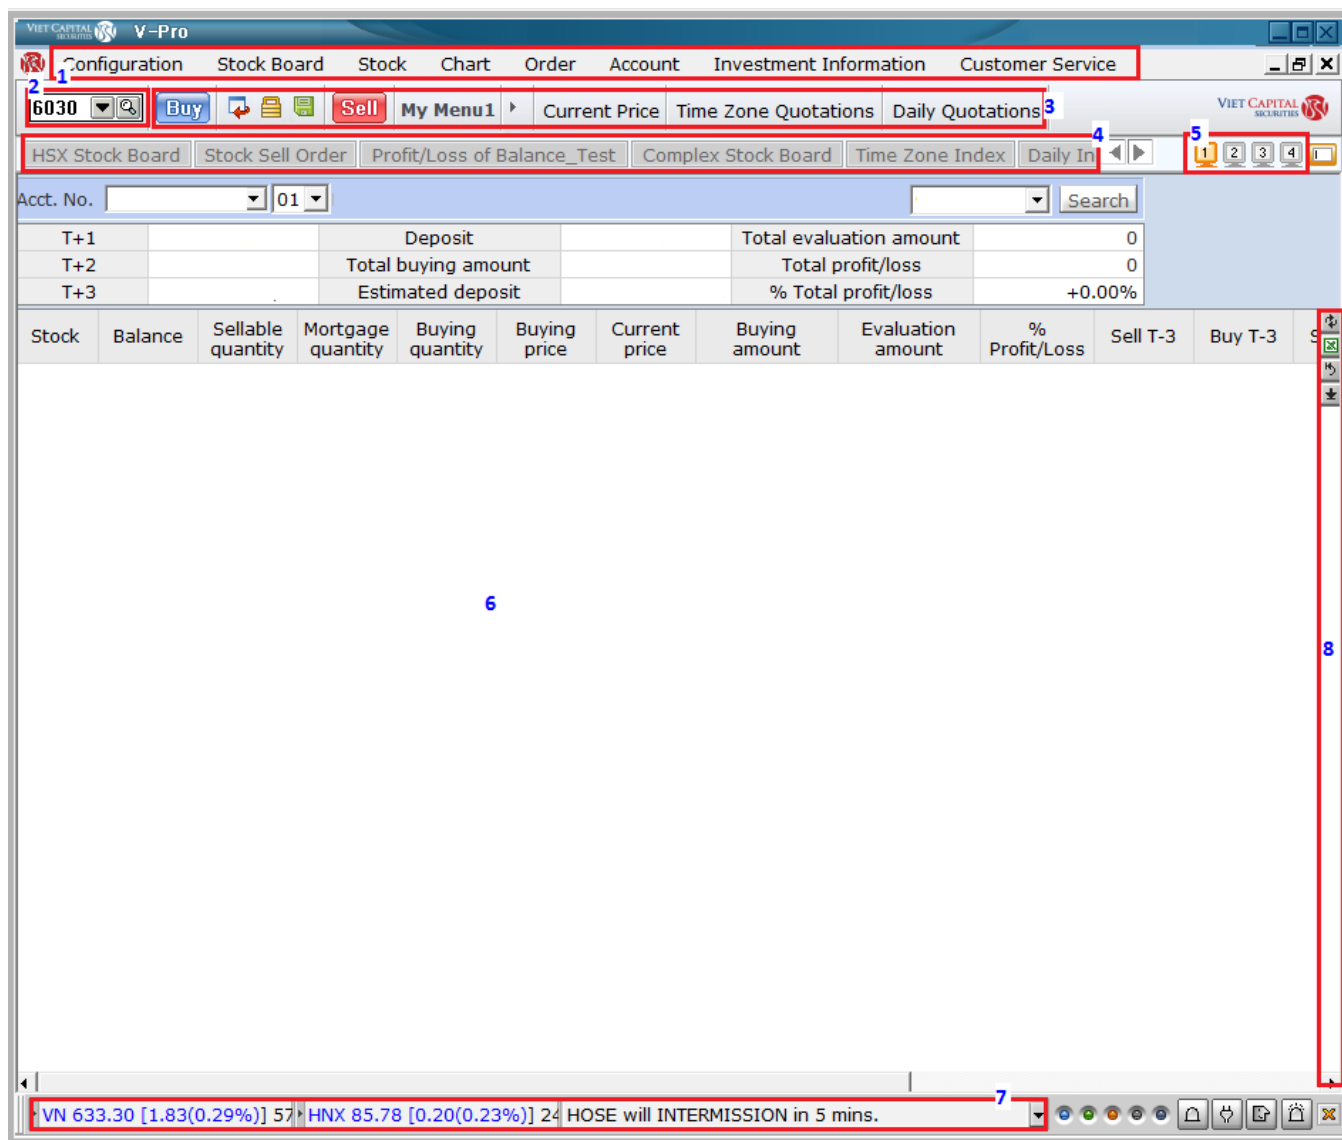 VIET CAPITAL SECURITIES V-Pro
Configuration Stock Board Stock Chart Order Account Investment Information Customer Service
1
2
6030 Buy Sell My Menu1 Current Price Time Zone Quotations Daily Quotations 3 VIET CAPITAL SECURITIES
HSX Stock Board Stock Sell Order Profit/Loss of Balance_Test Complex Stock Board Time Zone Index Daily In 4 5 1 2 3 4
Acct. No. 01 Search
T+1 Deposit Total evaluation amount 0
T+2 Total buying amount Total profit/loss 0
T+3 Estimated deposit % Total profit/loss +0.00%
Stock Balance Sellable quantity Mortgage quantity Buying quantity Buying price Current price Buying amount Evaluation amount % Profit/Loss Sell T-3 Buy T-3 S
6
8
7
VN 633.30 [1.83(0.29%)] 57 HNX 85.78 [0.20(0.23%)] 24 HOSE will INTERMISSION in 5 mins.